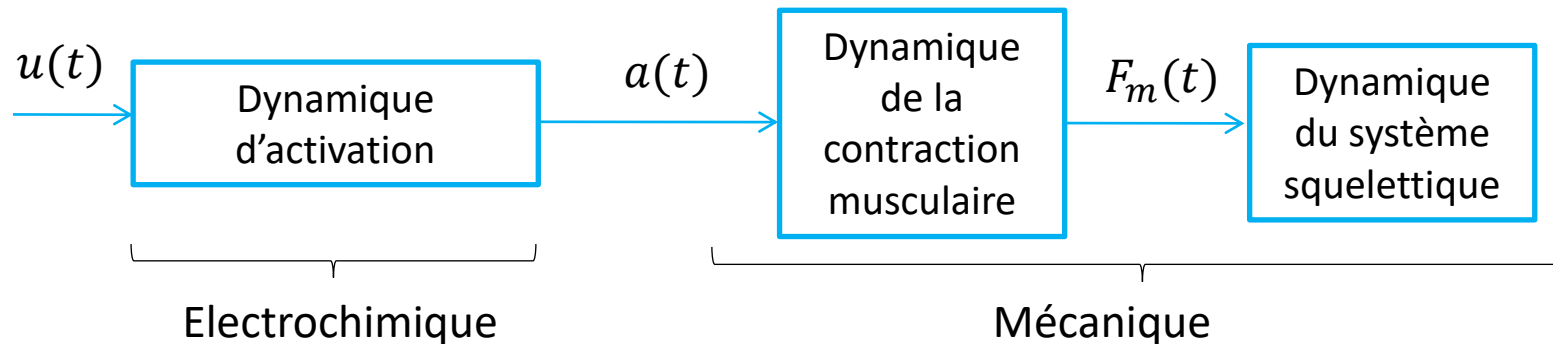 u(t)
Dynamique
d’activation
a(t)
Dynamique
de la
contraction
musculaire
F_m(t)
Dynamique
du système
squelettique
Electrochimique
Mécanique